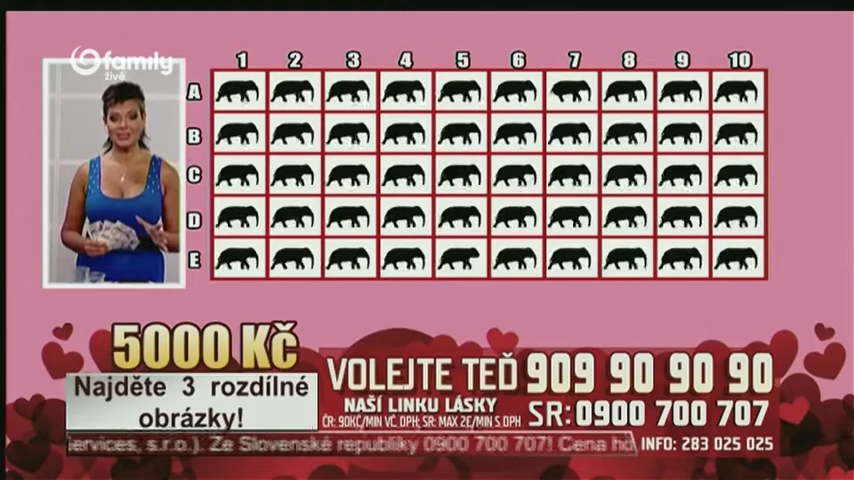 family
živě
1 2 3 4 5 6 7 8 9 10
A
B
C
D
E
5000 Kč
Najděte 3 rozdílné
obrázky!
VOLEJTE TEĎ 909 90 90 90
NAŠÍ LINKU LÁSKY
ČR: 90KČ/MIN VČ. DPH; SR: MAX 2€/MIN S DPH
SR: 0900 700 707
ervices, s.r.o.). Ze Slovenské republiky 0900 700 707! Cena ho
INFO: 283 025 025